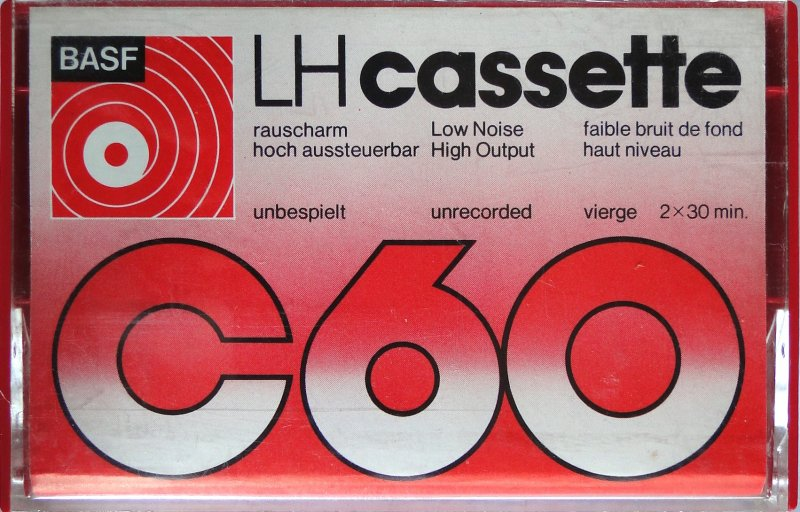 BASF
LH cassette
rauscharm
hoch aussteuerbar
Low Noise
High Output
faible bruit de fond
haut niveau
unbespielt
unrecorded
vierge 2×30 min.
C60